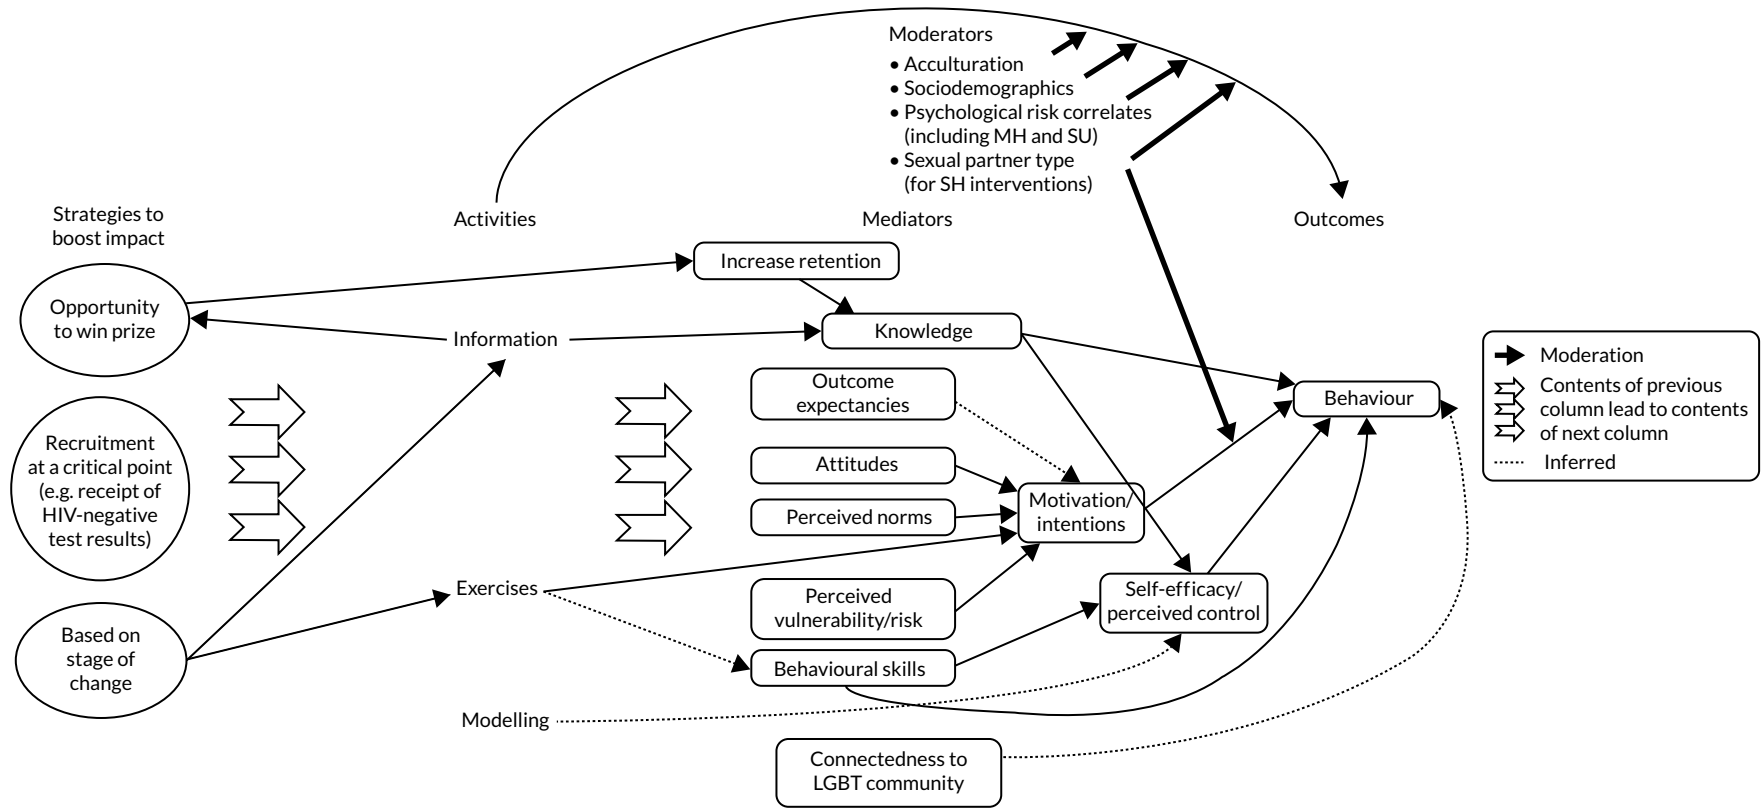 Moderators
• Acculturation
• Sociodemographics
• Psychological risk correlates
(including MH and SU)
• Sexual partner type
(for SH interventions)
Strategies to
boost impact
Activities
Mediators
Outcomes
Opportunity
to win prize
Recruitment
at a critical point
(e.g. receipt of
HIV-negative
test results)
Based on
stage of
change
Information
Exercises
Modelling
Increase retention
Knowledge
Outcome
expectancies
Attitudes
Perceived norms
Perceived
vulnerability/risk
Behavioural skills
Connectedness to
LGBT community
Motivation/
intentions
Self-efficacy/
perceived control
Behaviour
Moderation
Contents of previous
column lead to contents
of next column
Inferred